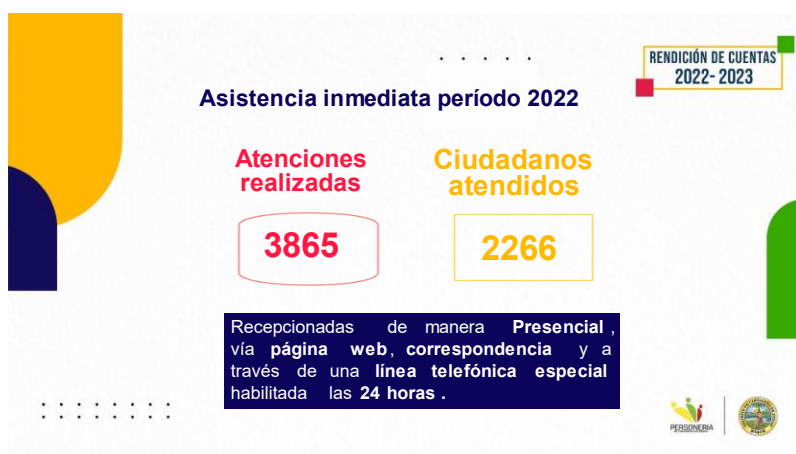 RENDICIÓN DE CUENTAS
2022- 2023
Asistencia inmediata período 2022
Atenciones
realizadas
Ciudadanos
atendidos
3865
2266
Recepcionadas de manera Presencial ,
vía página web, correspondencia y a
través de una línea telefónica especial
habilitada las 24 horas .
PERSONERIA